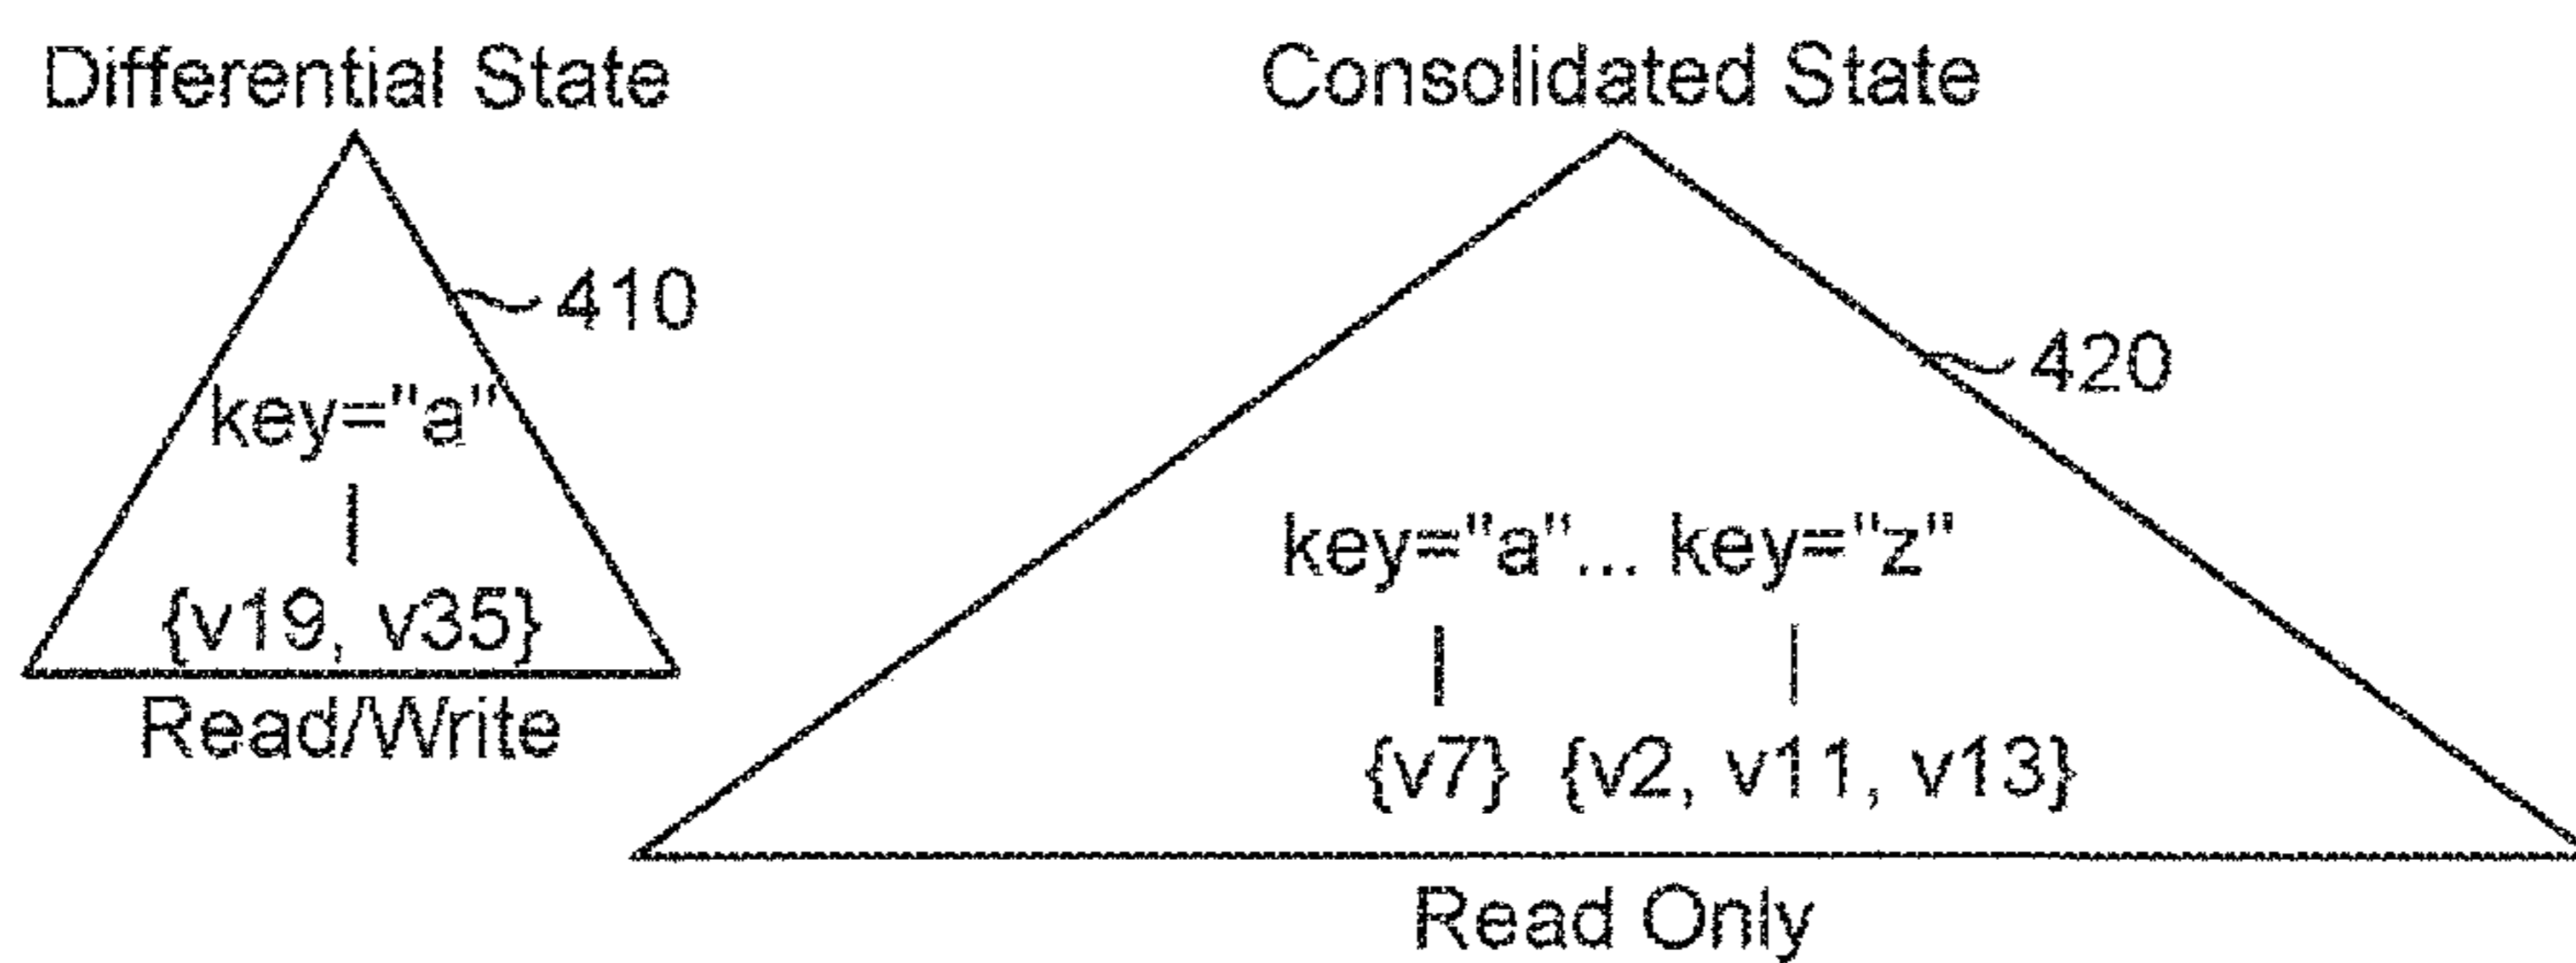 Differential State
410
key="a"
{v19, v35}
Read/Write
Consolidated State
420
key="a"... key="z"
{v7} {v2, v11, v13}
Read Only